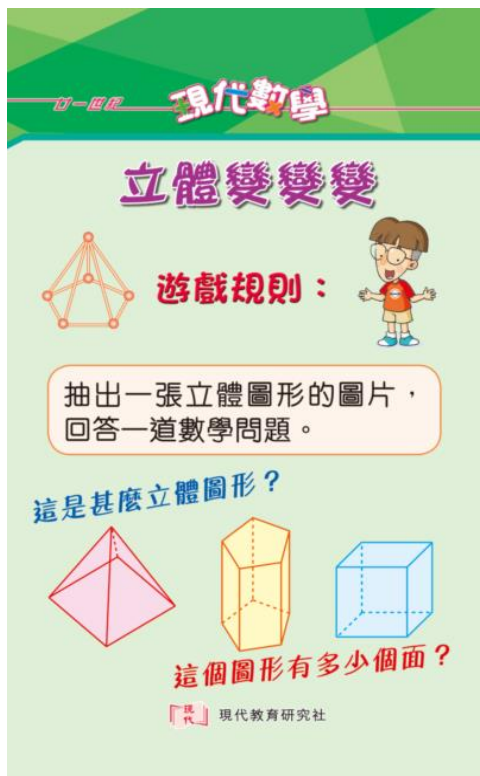 廿一世紀 現代數學
立體變變變
遊戲規則：
抽出一張立體圖形的圖片，
回答一道數學問題。
這是甚麼立體圖形？
這個圖形有多少個面？
現代 現代教育研究社